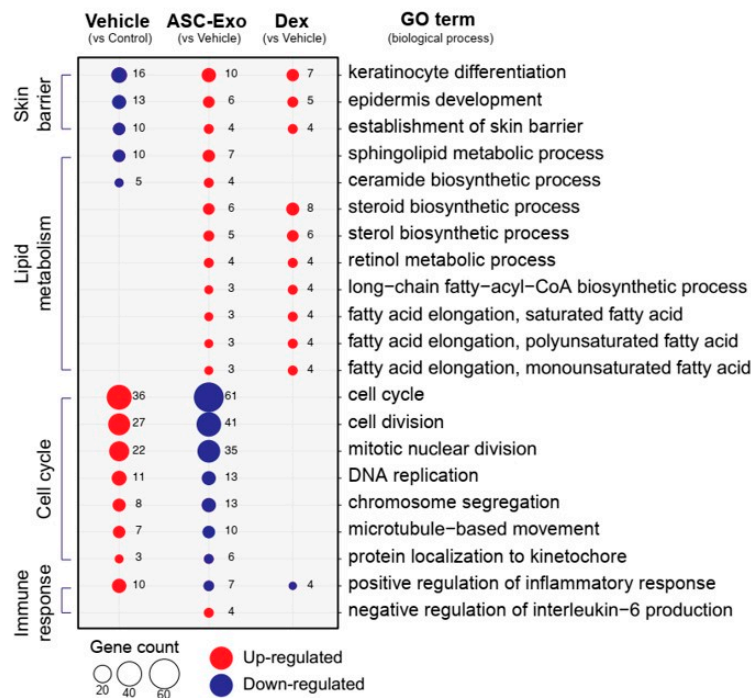 Vehicle ASC-Exo Dex GO term
(vs Control) (vs Vehicle) (vs Vehicle) (biological process)
Skin barrier
16 10 7 keratinocyte differentiation
13 6 5 epidermis development
10 4 4 establishment of skin barrier
Lipid metabolism
10 7 sphingolipid metabolic process
5 4 ceramide biosynthetic process
6 8 steroid biosynthetic process
5 6 sterol biosynthetic process
4 4 retinol metabolic process
3 4 long−chain fatty−acyl−CoA biosynthetic process
3 4 fatty acid elongation, saturated fatty acid
3 4 fatty acid elongation, polyunsaturated fatty acid
3 4 fatty acid elongation, monounsaturated fatty acid
Cell cycle
36 61 cell cycle
27 41 cell division
22 35 mitotic nuclear division
11 13 DNA replication
8 13 chromosome segregation
7 10 microtubule−based movement
3 6 protein localization to kinetochore
Immune response
10 7 4 positive regulation of inflammatory response
4 negative regulation of interleukin−6 production
Gene count
20 40 60
Up-regulated
Down-regulated